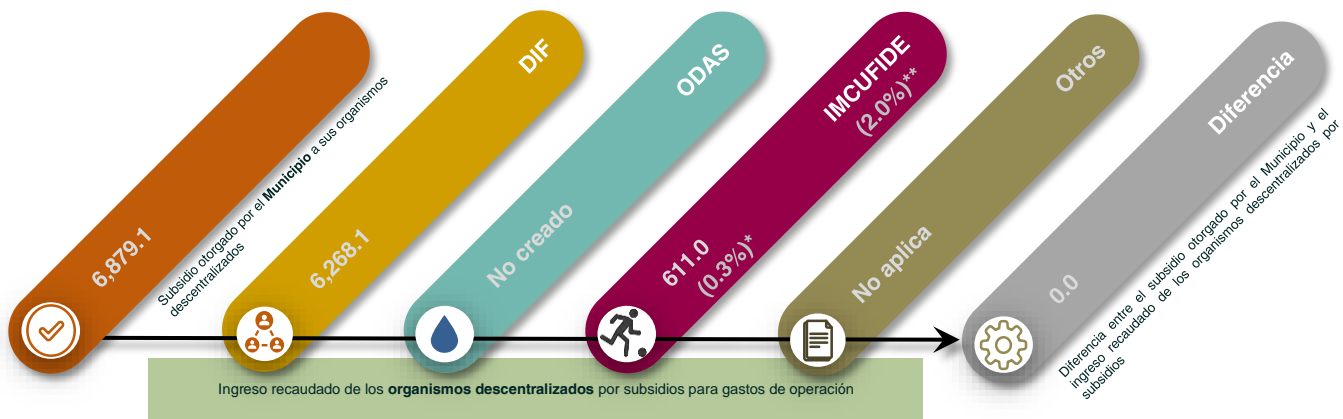 6,879.1
Subsidio otorgado por el Municipio a sus organismos
descentralizados
DIF
6,268.1
ODAS
No creado
IMCUFIDE
(2.0%)**
611.0
(0.3%)*
Otros
No aplica
Diferencia
0.0
Diferencia entre el subsidio otorgado por el Municipio y el
ingreso recaudado de los organismos descentralizados por
subsidios
Ingreso recaudado de los organismos descentralizados por subsidios para gastos de operación